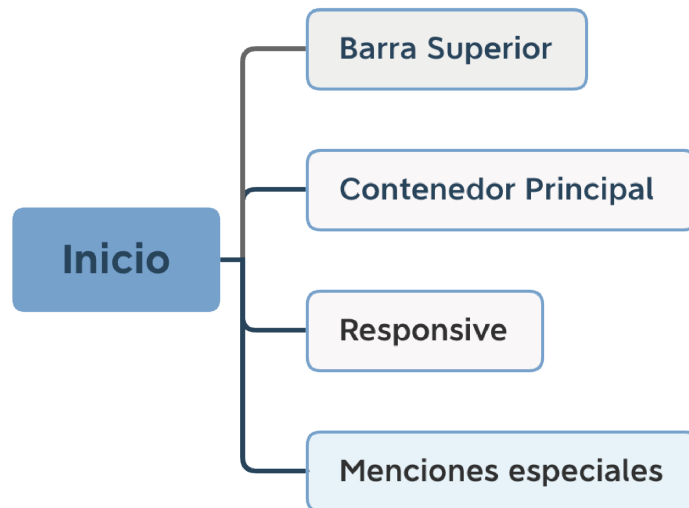 Inicio
Barra Superior
Contenedor Principal
Responsive
Menciones especiales